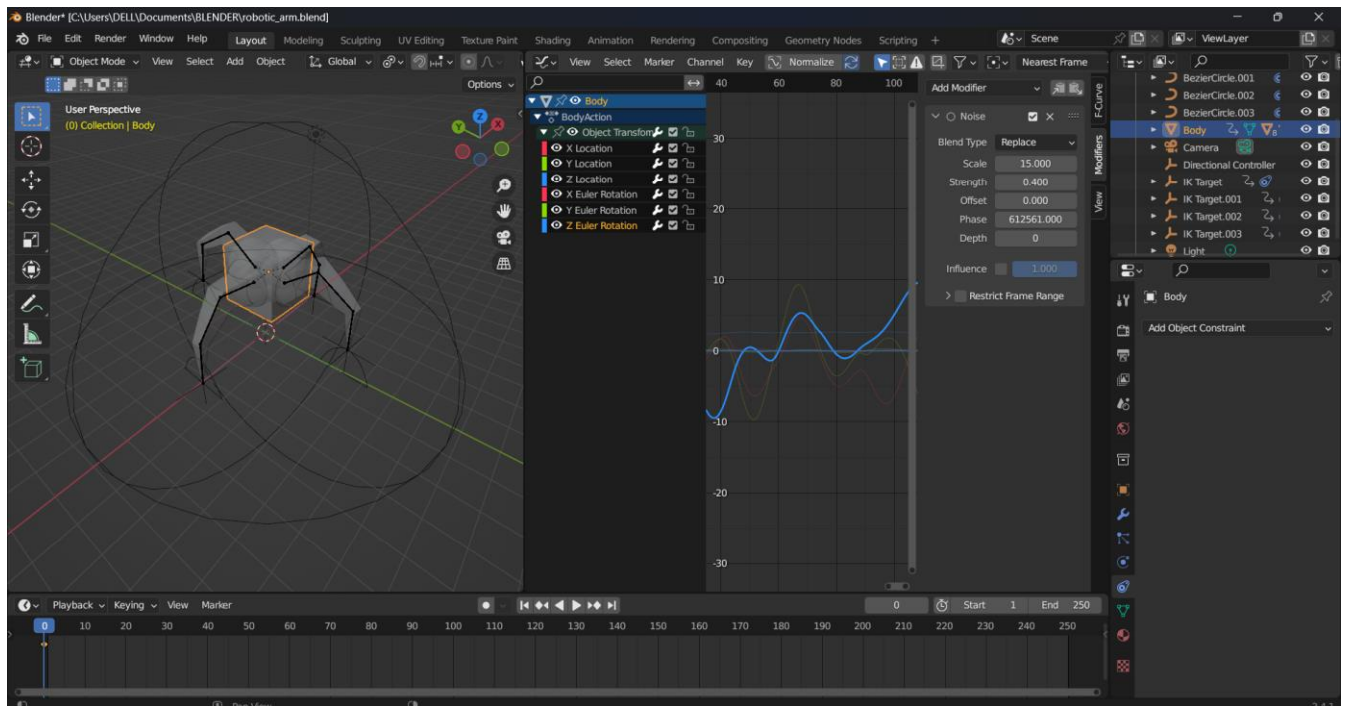 Blender* [C:\Users\DELL\Documents\BLENDER\robotic_arm.blend]
File Edit Render Window Help Layout Modeling Sculpting UV Editing Texture Paint Shading Animation Rendering Compositing Geometry Nodes Scripting + Scene ViewLayer
Object Mode View Select Add Object Global View Select Marker Channel Key Normalize Nearest Frame
Options
User Perspective
(0) Collection | Body
Z
Y
X
Body
BodyAction
Object Transfom
X Location
Y Location
Z Location
X Euler Rotation
Y Euler Rotation
Z Euler Rotation
40 60 80 100
30
20
10
0
-10
-20
-30
Add Modifier
Noise
Blend Type Replace
Scale 15.000
Strength 0.400
Offset 0.000
Phase 612561.000
Depth 0
Influence 1.000
Restrict Frame Range
F-Curve
Modifiers
View
BezierCircle.001
BezierCircle.002
BezierCircle.003
Body
Camera
Directional Controller
IK Target
IK Target.001
IK Target.002
IK Target.003
Light
Body
Add Object Constraint
Playback Keying View Marker 0 Start 1 End 250
0 10 20 30 40 50 60 70 80 90 100 110 120 130 140 150 160 170 180 190 200 210 220 230 240 250
Pan View
3.4.1